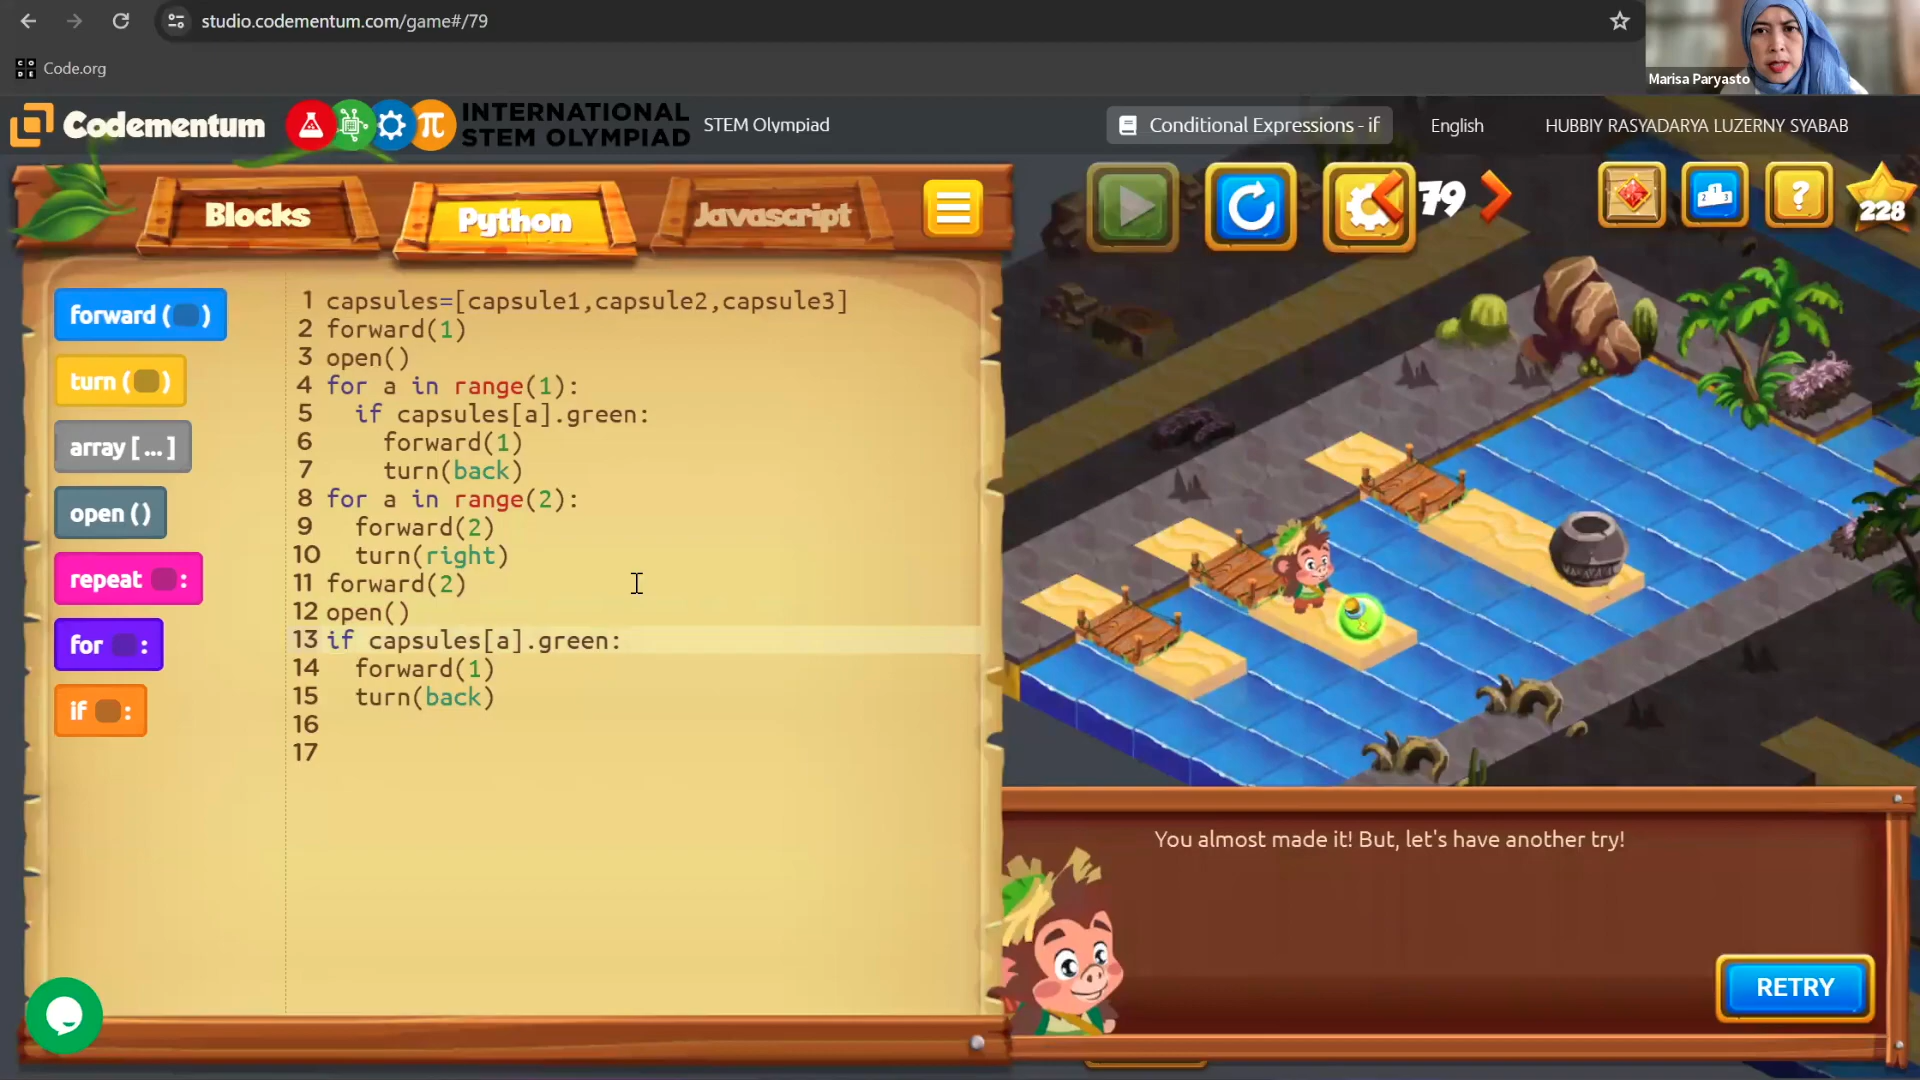 studio.codementum.com/game#/79
Code.org
Marisa Paryasto
Codementum
INTERNATIONAL
STEM OLYMPIAD
STEM Olympiad
Conditional Expressions - if
English
HUBBIY RASYADARYA LUZERNY SYABAB
Blocks
Python
Javascript
79
228
forward ( )
turn ( )
array [ ... ]
open ()
repeat :
for :
if :
1 capsules=[capsule1,capsule2,capsule3]
2 forward(1)
3 open()
4 for a in range(1):
5 if capsules[a].green:
6 forward(1)
7 turn(back)
8 for a in range(2):
9 forward(2)
10 turn(right)
11 forward(2)
12 open()
13 if capsules[a].green:
14 forward(1)
15 turn(back)
16
17
You almost made it! But, let's have another try!
RETRY